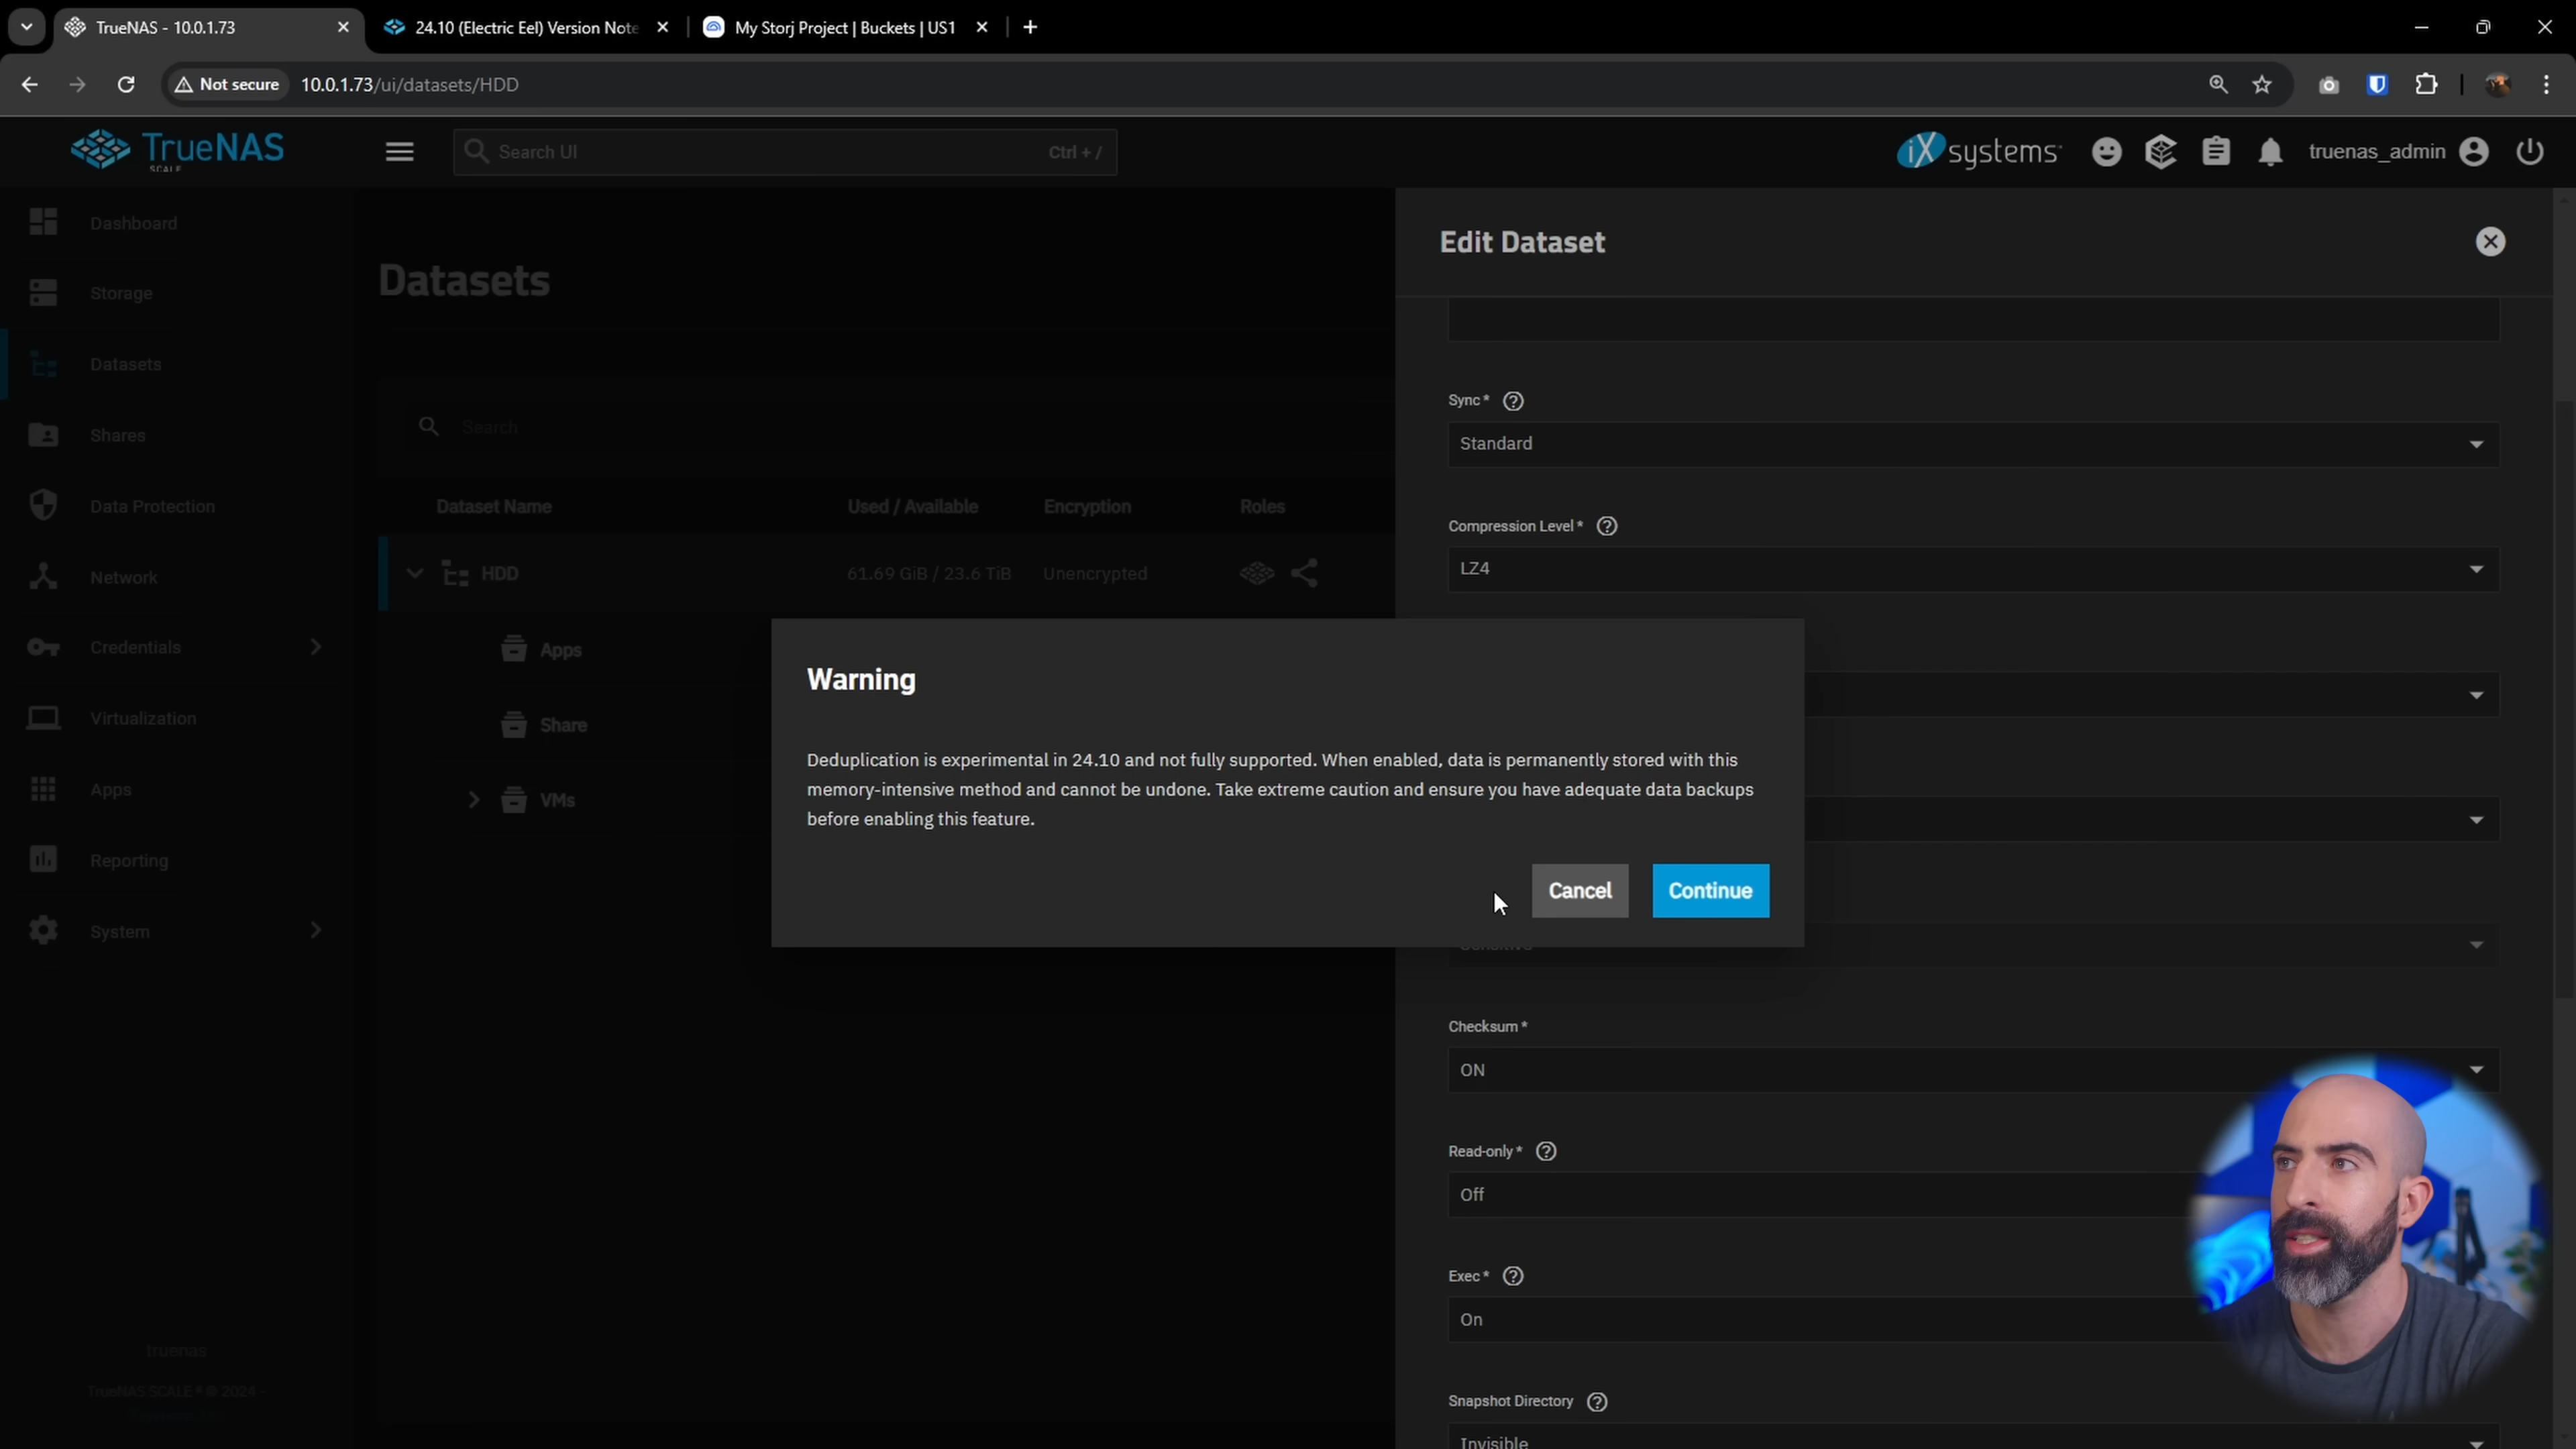 TrueNAS - 10.0.1.73
24.10 (Electric Eel) Version Note
My Storj Project | Buckets | US1
Not secure
10.0.1.73/ui/datasets/HDD
TrueNAS
SCALE
Search UI
Ctrl + /
iXsystems
truenas_admin
Dashboard
Storage
Datasets
Shares
Data Protection
Network
Credentials
Virtualization
Apps
Reporting
System
truenas
TrueNAS SCALE ® © 2024 -
Datasets
Search
Dataset Name
Used / Available
Encryption
Roles
HDD
61.69 GiB / 23.6 TiB
Unencrypted
Apps
Share
VMs
Edit Dataset
Sync *
Standard
Compression Level *
LZ4
Warning
Deduplication is experimental in 24.10 and not fully supported. When enabled, data is permanently stored with this
memory-intensive method and cannot be undone. Take extreme caution and ensure you have adequate data backups
before enabling this feature.
Cancel
Continue
Sensitive
Checksum *
ON
Read-only *
Off
Exec *
On
Snapshot Directory
Invisible